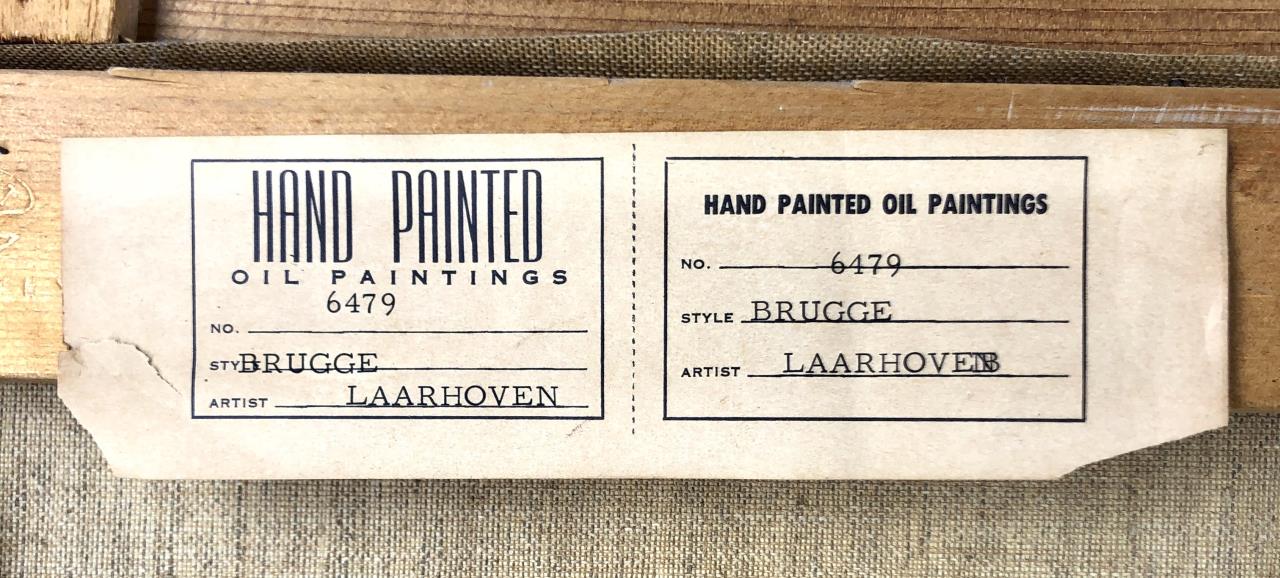 HAND PAINTED
OIL PAINTINGS
6479
NO.
STYLE BRUGGE
ARTIST LAARHOVEN
HAND PAINTED OIL PAINTINGS
NO. 6479
STYLE BRUGGE
ARTIST LAARHOVEN